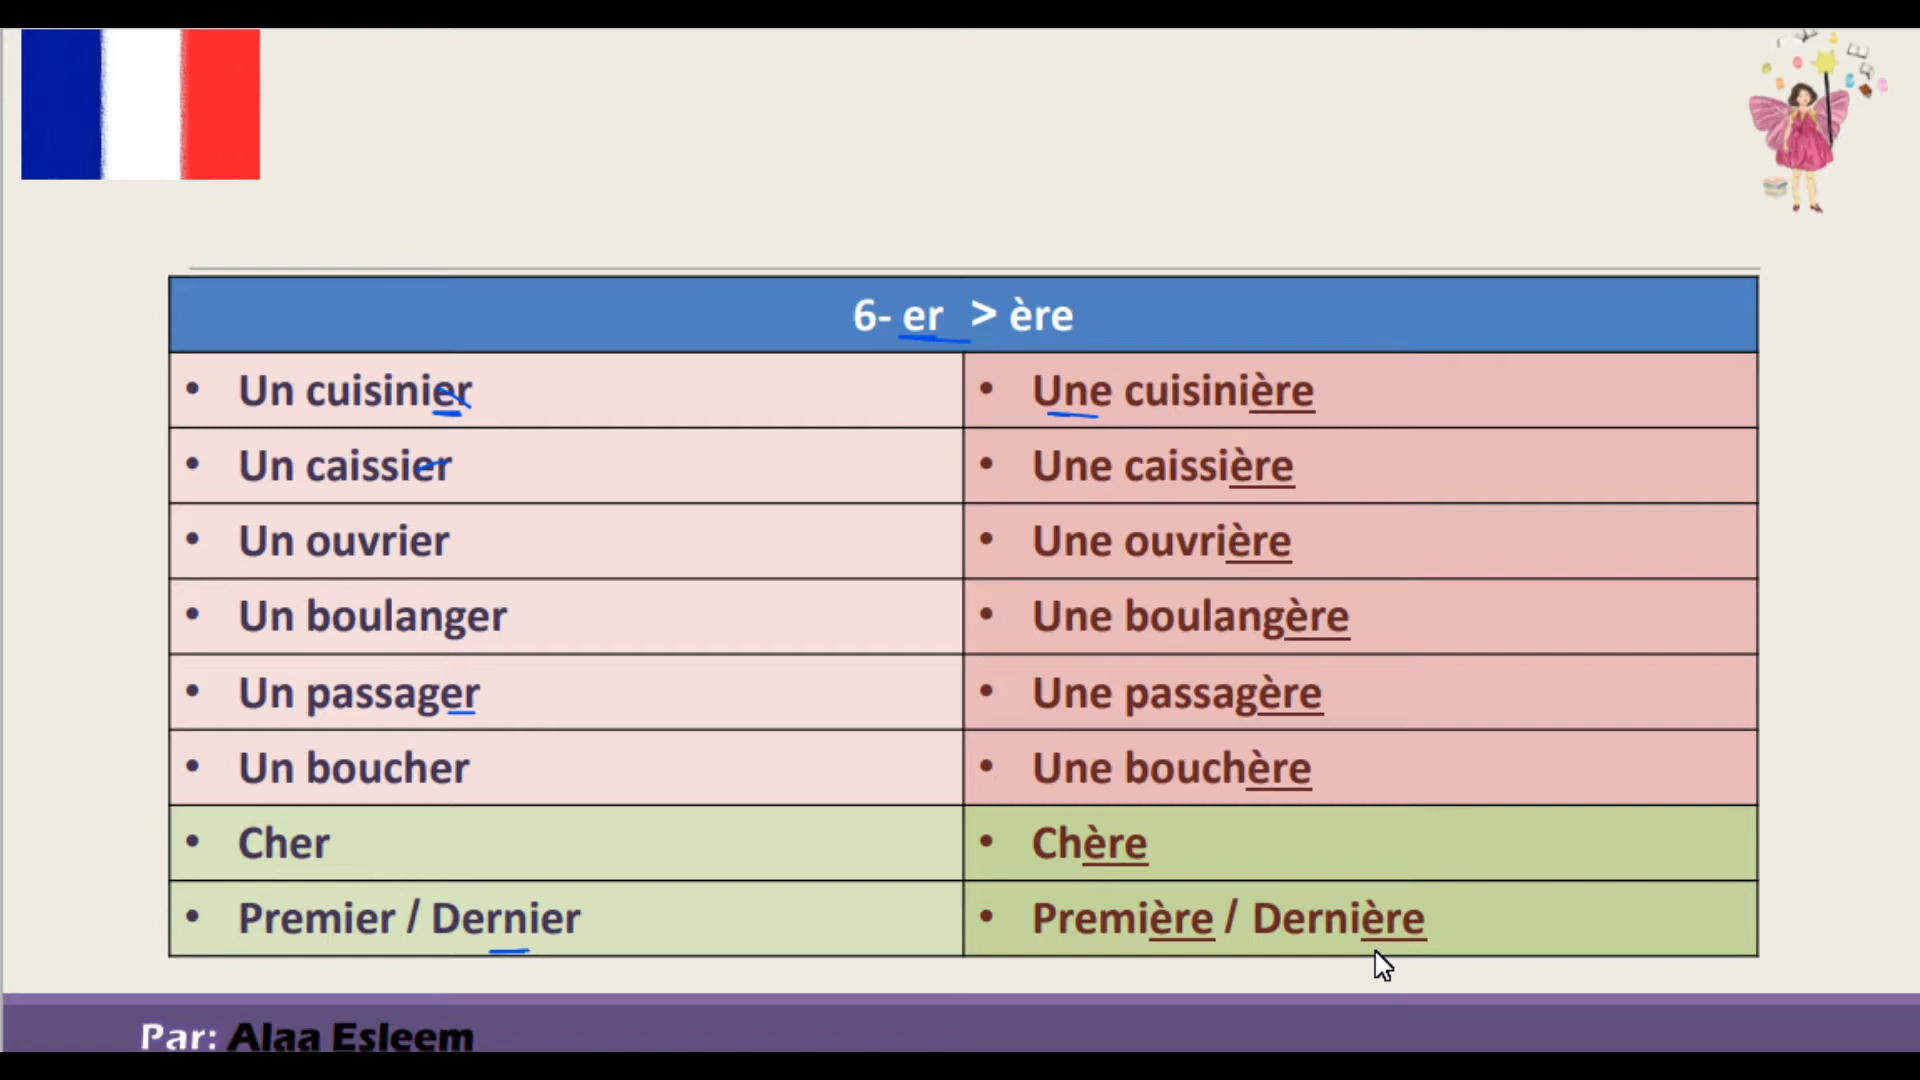 6- er > ère
• Un cuisinier
• Une cuisinière
• Un caissier
• Une caissière
• Un ouvrier
• Une ouvrière
• Un boulanger
• Une boulangère
• Un passager
• Une passagère
• Un boucher
• Une bouchère
• Cher
• Chère
• Premier / Dernier
• Première / Dernière
Par: Alaa Esleem